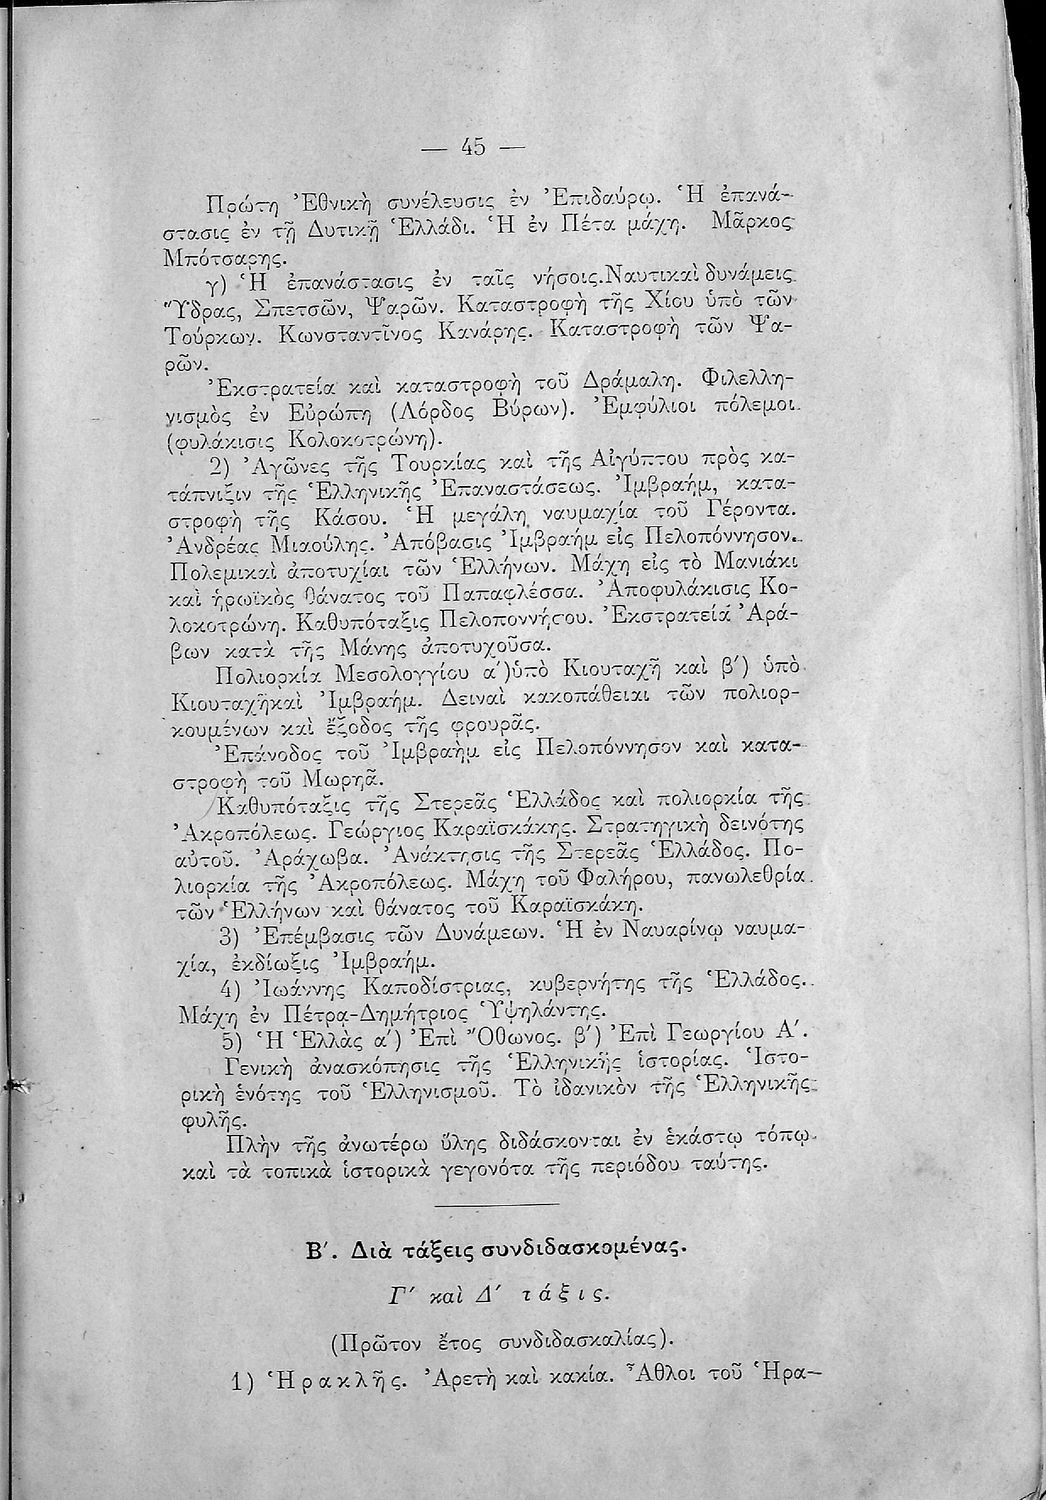 — 45 —
Πρώτη Ἐθνικὴ συνέλευσις ἐν Ἐπιδαύρῳ. Ἡ ἐπανά-
στασις ἐν τῇ Δυτικῇ Ἑλλάδι. Ἡ ἐν Πέτα μάχη. Μᾶρκος
Μπότσαρης.
γ) Ἡ ἐπανάστασις ἐν ταῖς νήσοις.Ναυτικαὶ δυνάμεις
Ὕδρας, Σπετσῶν, Ψαρῶν. Καταστροφὴ τῆς Χίου ὑπὸ τῶν
Τούρκων. Κωνσταντῖνος Κανάρης. Καταστροφὴ τῶν Ψα-
ρῶν.
Ἐκστρατεία καὶ καταστροφὴ τοῦ Δράμαλη. Φιλελλη-
νισμὸς ἐν Εὐρώπῃ (Λόρδος Βύρων). Ἐμφύλιοι πόλεμοι.
(φυλάκισις Κολοκοτρώνη).
2) Ἀγῶνες τῆς Τουρκίας καὶ τῆς Αἰγύπτου πρὸς κα-
τάπνιξιν τῆς Ἑλληνικῆς Ἐπαναστάσεως. Ἰμβραήμ, κατα-
στροφὴ τῆς Κάσου. Ἡ μεγάλη ναυμαχία τοῦ Γέροντα.
Ἀνδρέας Μιαούλης. Ἀπόβασις Ἰμβραήμ εἰς Πελοπόννησον.
Πολεμικαὶ ἀποτυχίαι τῶν Ἑλλήνων. Μάχη εἰς τὸ Μανιάκι
καὶ ἡρωϊκὸς θάνατος τοῦ Παπαφλέσσα. Ἀποφυλάκισις Κο-
λοκοτρώνη. Καθυπόταξις Πελοποννήσου. Ἐκστρατεία Ἀρά-
βων κατὰ τῆς Μάνης ἀποτυχοῦσα.
Πολιορκία Μεσολογγίου α΄)ὑπὸ Κιουταχῆ καὶ β΄) ὑπὸ
Κιουταχῆκαὶ Ἰμβραήμ. Δειναὶ κακοπάθειαι τῶν πολιορ-
κουμένων καὶ ἔξοδος τῆς φρουρᾶς.
Ἐπάνοδος τοῦ Ἰμβραὴμ εἰς Πελοπόννησον καὶ κατα-
στροφὴ τοῦ Μωρηᾶ.
Καθυπόταξις τῆς Στερεᾶς Ἑλλάδος καὶ πολιορκία τῆς
Ἀκροπόλεως. Γεώργιος Καραϊσκάκης. Στρατηγικὴ δεινότης
αὐτοῦ. Ἀράχωβα. Ἀνάκτησις τῆς Στερεᾶς Ἑλλάδος. Πο-
λιορκία τῆς Ἀκροπόλεως. Μάχη τοῦ Φαλήρου, πανωλεθρία
τῶν Ἑλλήνων καὶ θάνατος τοῦ Καραϊσκάκη.
3) Ἐπέμβασις τῶν Δυνάμεων. Ἡ ἐν Ναυαρίνῳ ναυμα-
χία, ἐκδίωξις Ἰμβραήμ.
4) Ἰωάννης Καποδίστριας, κυβερνήτης τῆς Ἑλλάδος.
Μάχη ἐν Πέτρᾳ-Δημήτριος Ὑψηλάντης.
5) Ἡ Ἑλλὰς α΄) Ἐπὶ Ὄθωνος. β΄) Ἐπὶ Γεωργίου Α΄.
Γενικὴ ἀνασκόπησις τῆς Ἑλληνικῆς ἱστορίας. Ἱστο-
ρικὴ ἑνότης τοῦ Ἑλληνισμοῦ. Τὸ ἰδανικὸν τῆς Ἑλληνικῆς
φυλῆς.
Πλὴν τῆς ἀνωτέρω ὕλης διδάσκονται ἐν ἑκάστῳ τόπῳ
καὶ τὰ τοπικὰ ἱστορικὰ γεγονότα τῆς περιόδου ταύτης.
Β΄. Διὰ τάξεις συνδιδασκομένας.
Γ΄ καὶ Δ΄ τάξις.
(Πρῶτον ἔτος συνδιδασκαλίας).
1) Ἡρακλῆς. Ἀρετὴ καὶ κακία. Ἆθλοι τοῦ Ἡρα-